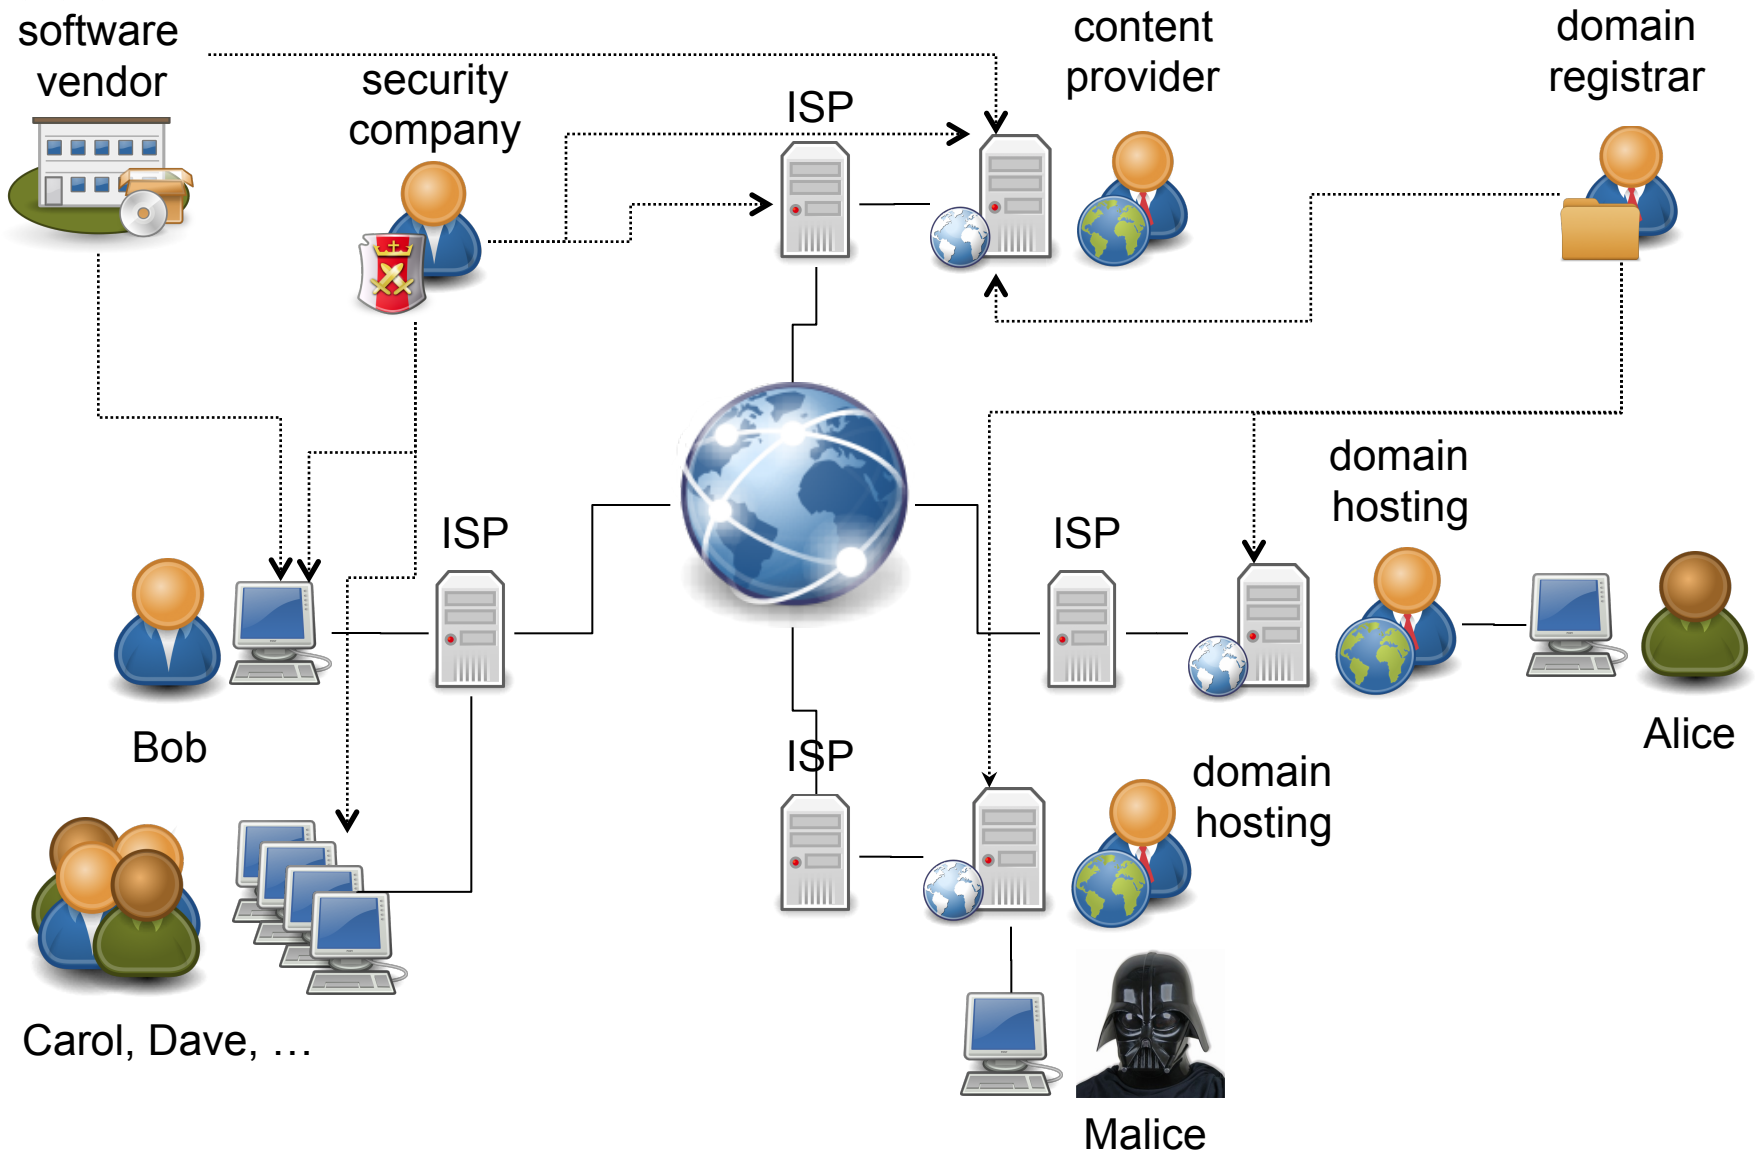 software
vendor
security
company
ISP
content
provider
domain
registrar
ISP
ISP
domain
hosting
Bob
Alice
ISP
domain
hosting
Carol, Dave, …
Malice